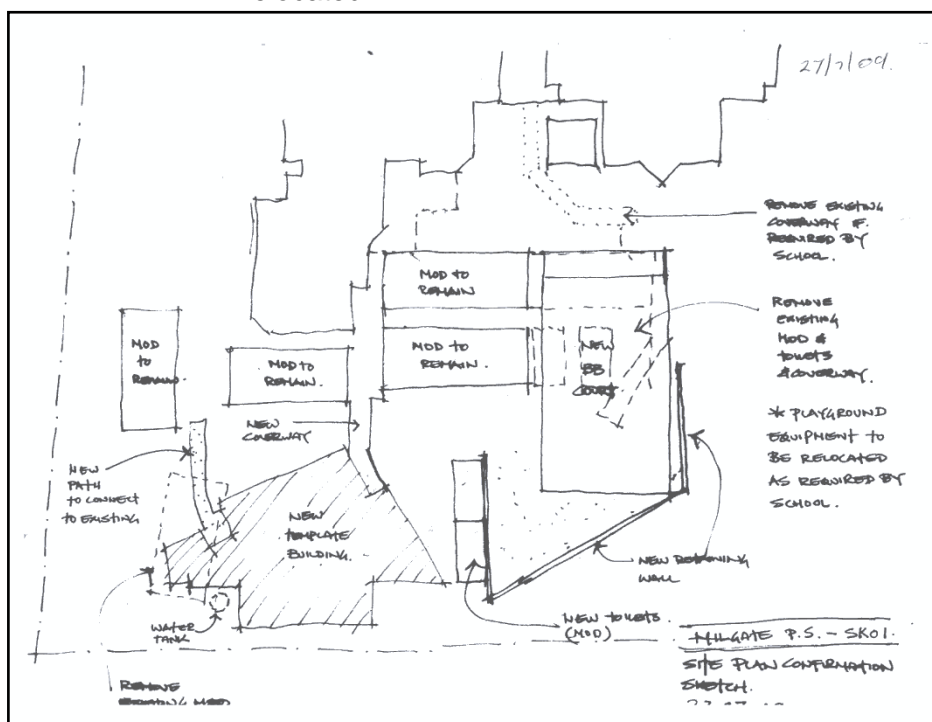 27/7/09.
REMOVE EXISTING
COVERWAY IF
REQUIRED BY
SCHOOL.
MOD TO
REMAIN
REMOVE
EXISTING
MOD &
TOILETS
& COVERWAY.
MOD
TO
REMAIN.
MOD TO
REMAIN.
MOD TO
REMAIN
NEW
BB
COURT
* PLAYGROUND
EQUIPMENT TO
BE RELOCATED
AS REQUIRED BY
SCHOOL.
NEW
COVERWAY
NEW
PATH
TO CONNECT
TO EXISTING
NEW
TEMPLATE
BUILDING.
NEW RETAINING
WALL
WATER
TANK
NEW TOILETS
(MOD)
MILGATE P.S. – SK01.
SITE PLAN CONFIRMATION
SKETCH.
REMOVE
EXISTING MOD